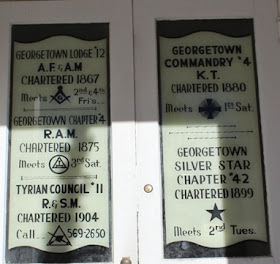 GEORGETOWN LODGE #12
A.F.&A.M
CHARTERED 1867
Meets 2nd & 4th
Fri's...
GEORGETOWN CHAPTER #4
R.A.M.
CHARTERED 1875
Meets 3rd Sat.
TYRIAN COUNCIL #11
R.&S.M.
CHARTERED 1904
Call... 569-2650
GEORGETOWN
COMMANDRY #4
K.T.
CHARTERED 1880
Meets 1st Sat.
GEORGETOWN
SILVER STAR
CHAPTER #42
CHARTERED 1899
Meets 2nd Tues.